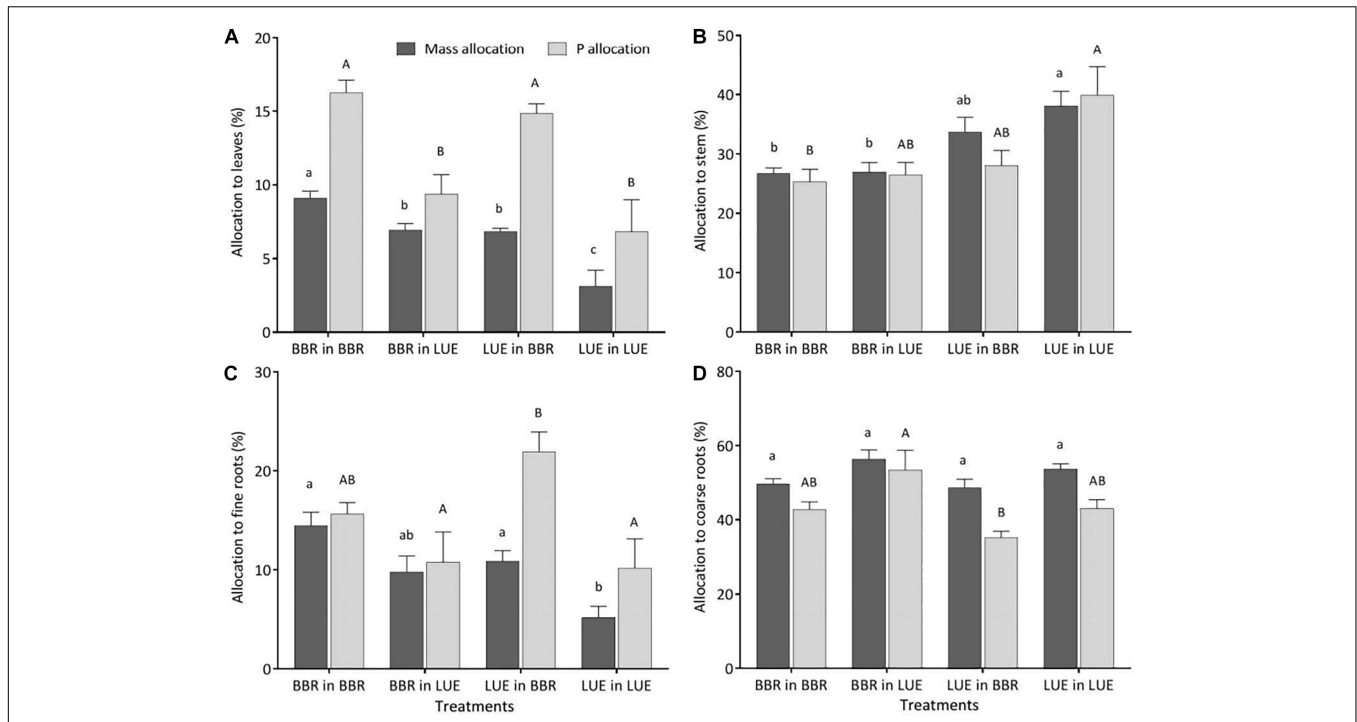 A
Allocation to leaves (%)
20
15
10
5
0
Mass allocation P allocation
a A b B b A c B
BBR in BBR BBR in LUE LUE in BBR LUE in LUE
B
Allocation to stem (%)
50
40
30
20
10
0
b B b AB ab AB a A
BBR in BBR BBR in LUE LUE in BBR LUE in LUE
C
Allocation to fine roots (%)
30
20
10
0
a AB ab A a B b A
BBR in BBR BBR in LUE LUE in BBR LUE in LUE
Treatments
D
Allocation to coarse roots (%)
80
60
40
20
0
a AB a A a B a AB
BBR in BBR BBR in LUE LUE in BBR LUE in LUE
Treatments